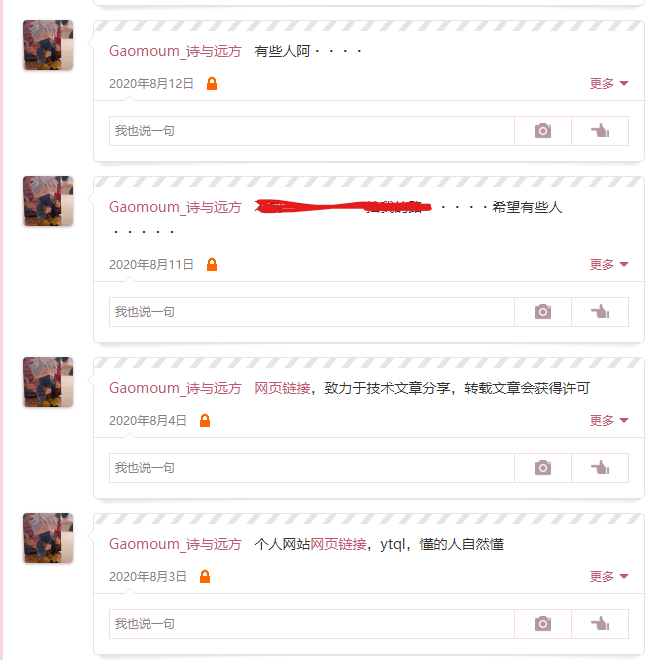 Gaomoum_诗与远方 有些人阿····
2020年8月12日 更多
我也说一句
Gaomoum_诗与远方 ····希望有些人
·····
2020年8月11日 更多
我也说一句
Gaomoum_诗与远方 网页链接，致力于技术文章分享，转载文章会获得许可
2020年8月4日 更多
我也说一句
Gaomoum_诗与远方 个人网站网页链接，ytql，懂的人自然懂
2020年8月3日 更多
我也说一句